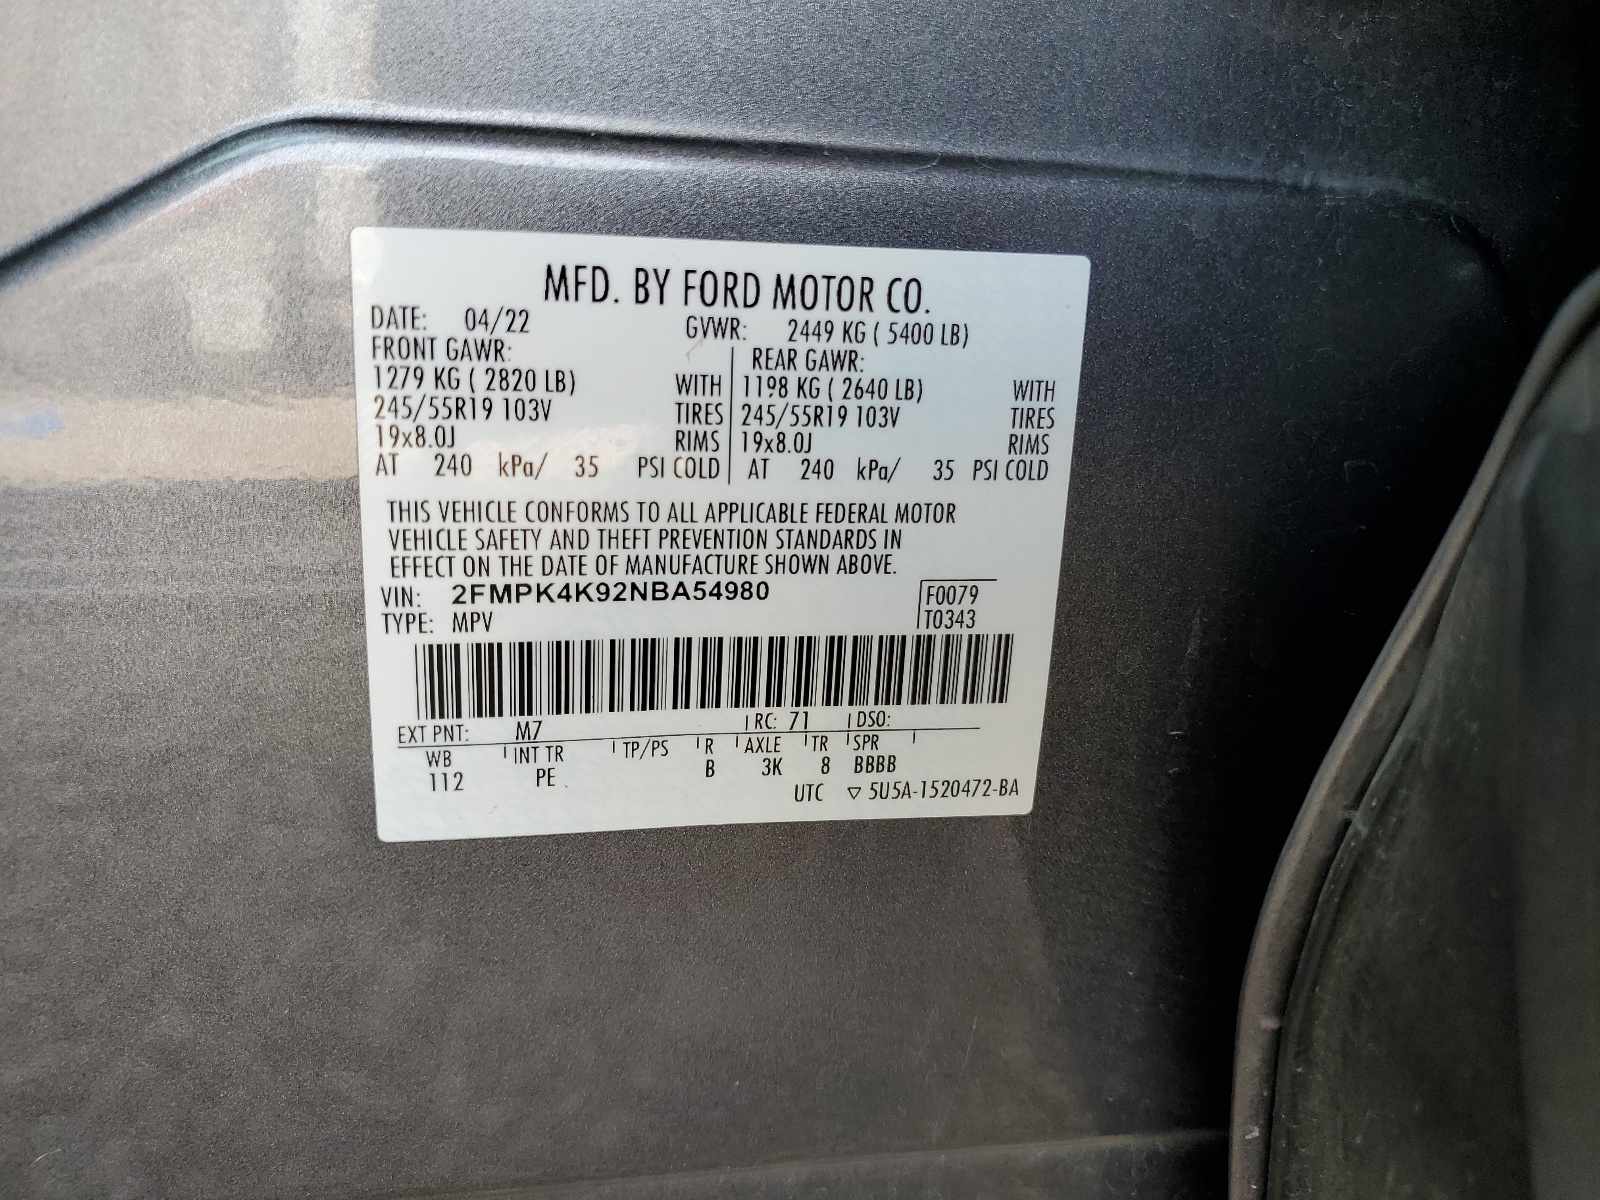 MFD. BY FORD MOTOR CO.
DATE: 04/22 GVWR: 2449 KG ( 5400 LB)
FRONT GAWR: REAR GAWR:
1279 KG ( 2820 LB) WITH 1198 KG ( 2640 LB) WITH
245/55R19 103V TIRES 245/55R19 103V TIRES
19x8.0J RIMS 19x8.0J RIMS
AT 240 kPa/ 35 PSI COLD AT 240 kPa/ 35 PSI COLD
THIS VEHICLE CONFORMS TO ALL APPLICABLE FEDERAL MOTOR
VEHICLE SAFETY AND THEFT PREVENTION STANDARDS IN
EFFECT ON THE DATE OF MANUFACTURE SHOWN ABOVE.
VIN: 2FMPK4K92NBA54980 F0079
TYPE: MPV T0343
EXT PNT: M7 RC: 71 DSO:
WB INT TR TP/PS R AXLE TR SPR
112 PE B 3K 8 BBBB
UTC ▽ 5U5A-1520472-BA